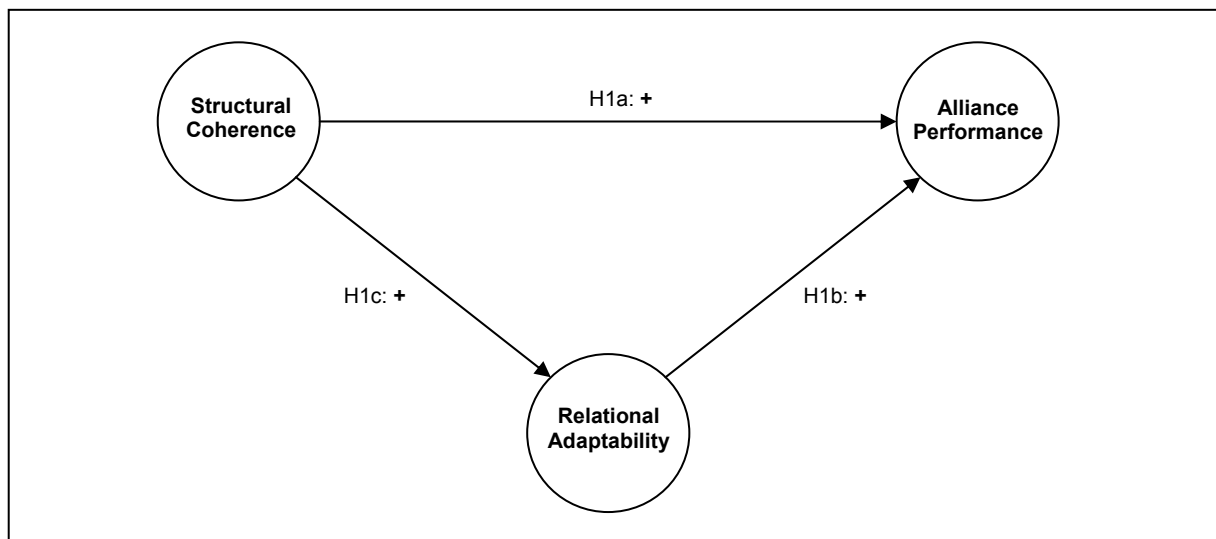 Structural
Coherence
H1a: +
Alliance
Performance
H1c: +
H1b: +
Relational
Adaptability